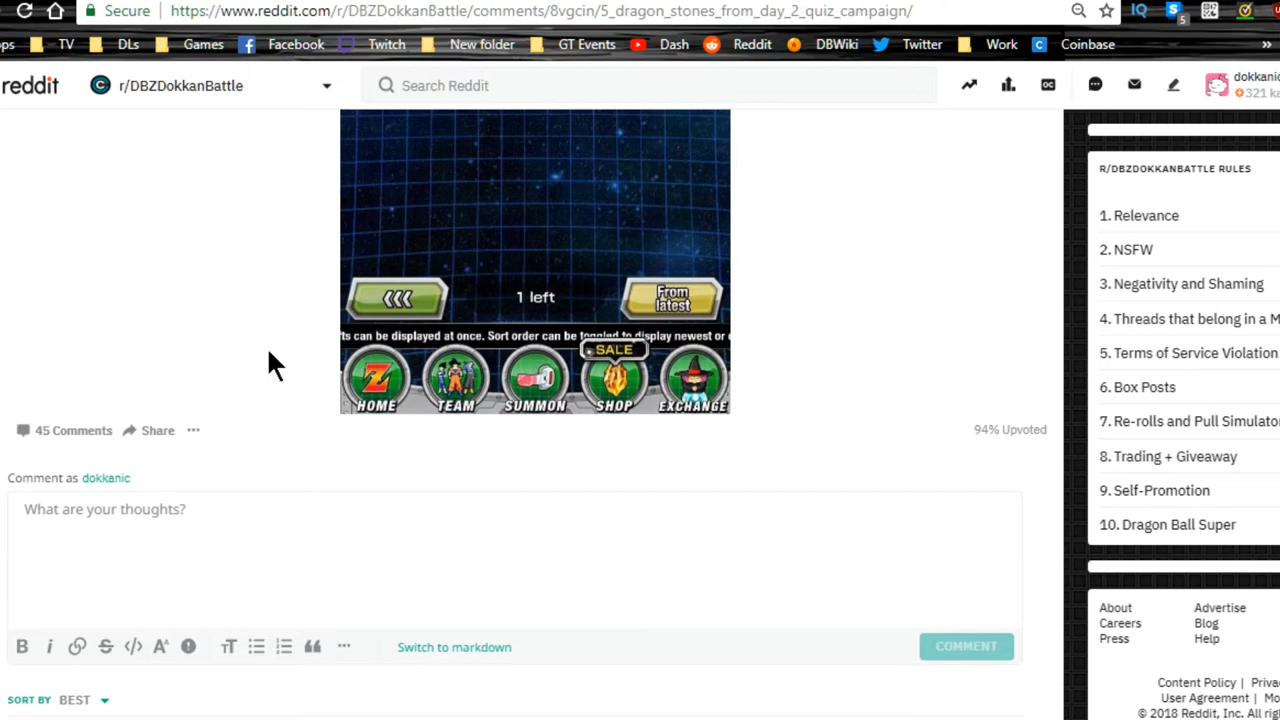 Secure https://www.reddit.com/r/DBZDokkanBattle/comments/8vgcin/5_dragon_stones_from_day_2_quiz_campaign/
TV DLs Games Facebook Twitch New folder GT Events Dash Reddit DBWiki Twitter Work Coinbase »
reddit r/DBZDokkanBattle Search Reddit dokkanic
321
R/DBZDOKKANBATTLE RULES
1. Relevance
2. NSFW
3. Negativity and Shaming
4. Threads that belong in a M
5. Terms of Service Violation
6. Box Posts
7. Re-rolls and Pull Simulato
8. Trading + Giveaway
9. Self-Promotion
10. Dragon Ball Super
1 left
From
latest
can be displayed at once. Sort order can be toggled to display newest or
SALE
HOME TEAM SUMMON SHOP EXCHANGE
45 Comments Share ••• 94% Upvoted
Comment as dokkanic
What are your thoughts?
Switch to markdown COMMENT
SORT BY BEST
About Advertise
Careers Blog
Press Help
Content Policy |
User Agreement |
© 2018 Reddit, Inc. All